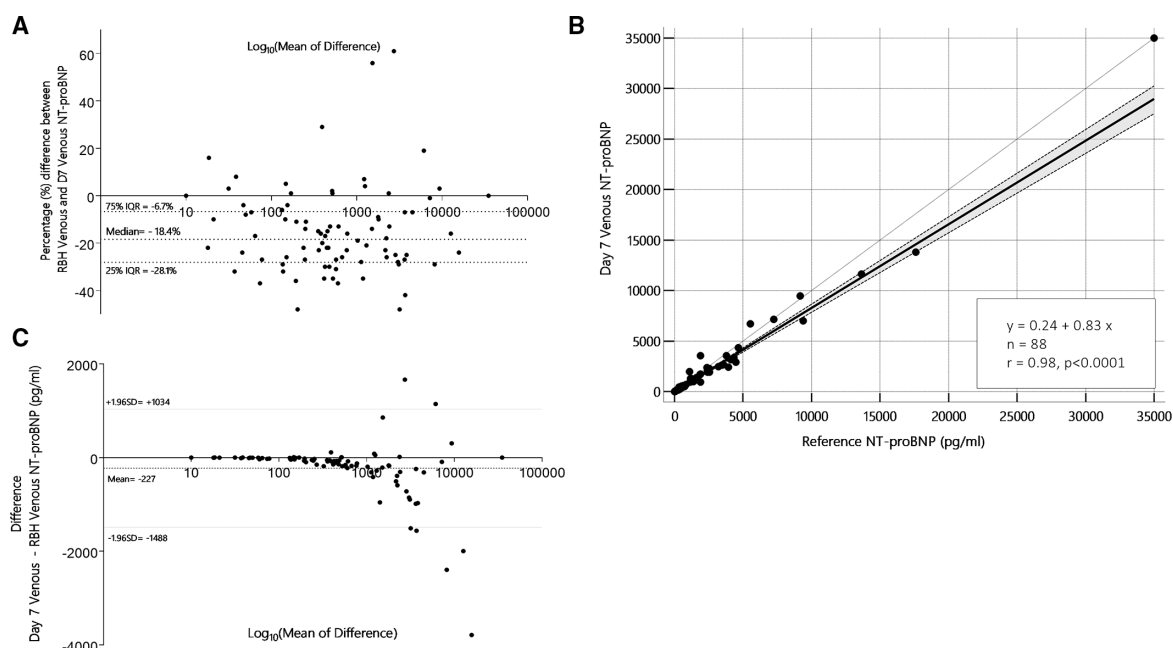 A
Log10(Mean of Difference)
Percentage (%) difference between
RBH Venous and D7 Venous NT-proBNP
60
40
20
0
-20
-40
10 100 1000 10000 100000
75% IQR = -6.7%
Median= - 18.4%
25% IQR = -28.1%
B
Day 7 Venous NT-proBNP
35000
30000
25000
20000
15000
10000
5000
0
0 5000 10000 15000 20000 25000 30000 35000
Reference NT-proBNP (pg/ml)
y = 0.24 + 0.83 x
n = 88
r = 0.98, p<0.0001
C
Difference
Day 7 Venous - RBH Venous NT-proBNP (pg/ml)
2000
0
-2000
-4000
+1.96SD= +1034
10 100 1000 10000 100000
Mean= -227
-1.96SD= -1488
Log10(Mean of Difference)